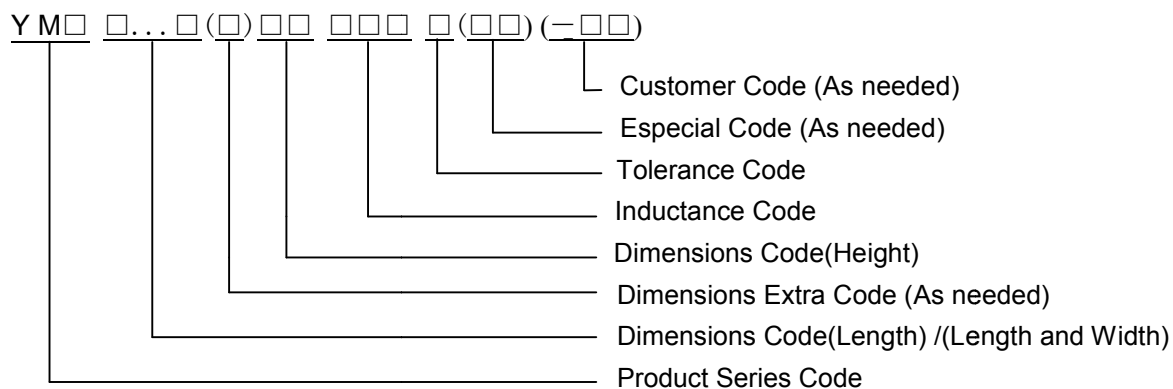 YM□ □...□(□)□□ □□□ □(□□)(-□□)
Customer Code (As needed)
Especial Code (As needed)
Tolerance Code
Inductance Code
Dimensions Code(Height)
Dimensions Extra Code (As needed)
Dimensions Code(Length) /(Length and Width)
Product Series Code